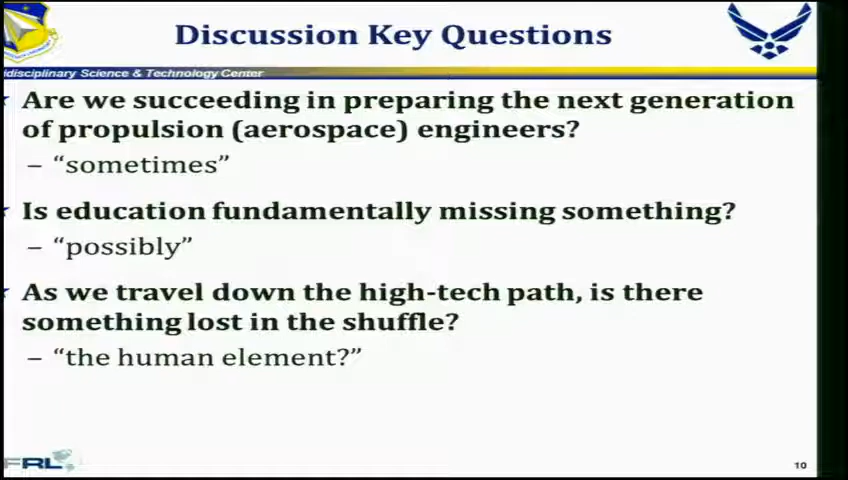 Discussion Key Questions
idisciplinary Science & Technology Center
Are we succeeding in preparing the next generation
of propulsion (aerospace) engineers?
– “sometimes”
Is education fundamentally missing something?
– “possibly”
As we travel down the high-tech path, is there
something lost in the shuffle?
– “the human element?”
FRL
10